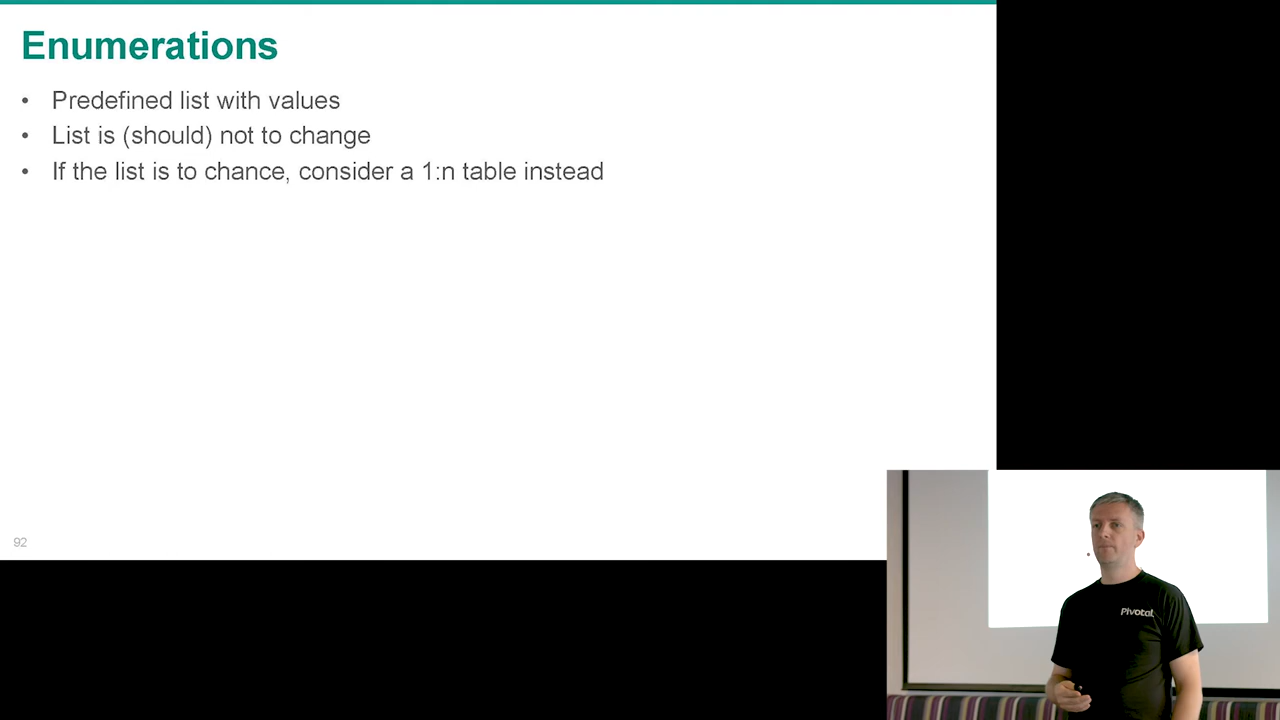 Enumerations
• Predefined list with values
• List is (should) not to change
• If the list is to chance, consider a 1:n table instead
92
Pivotal